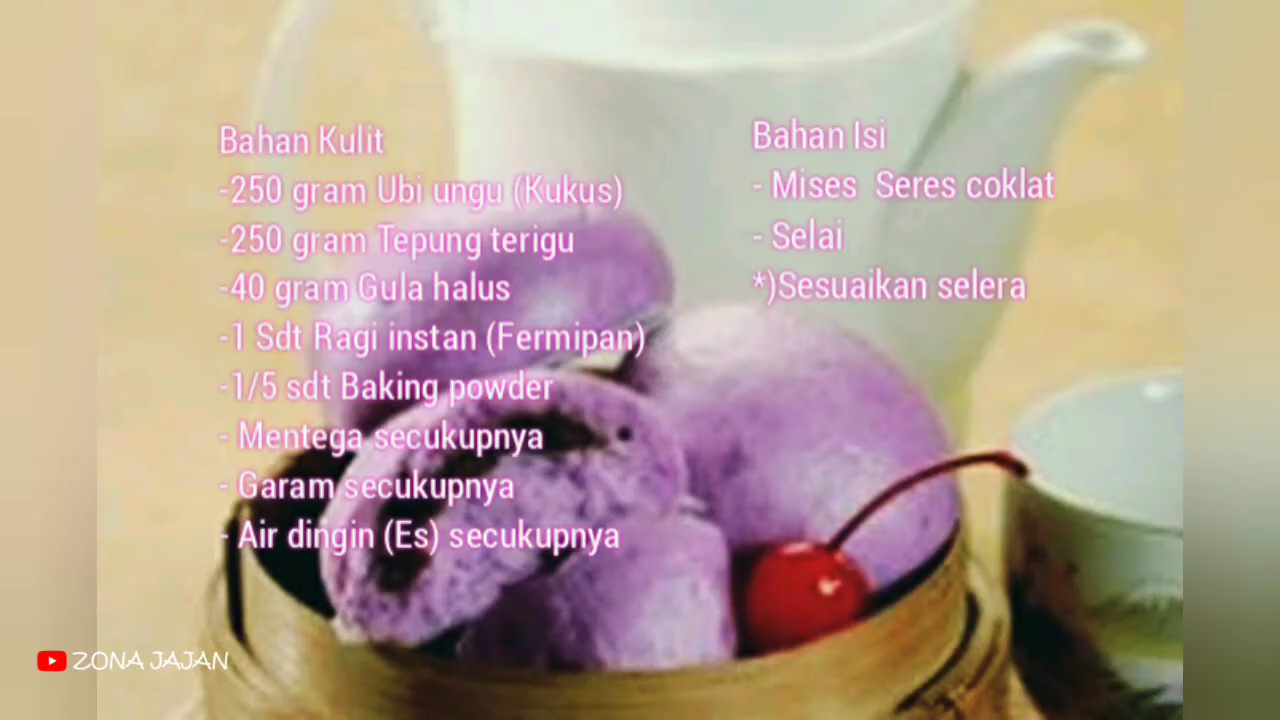 Bahan Kulit
-250 gram Ubi ungu (Kukus)
-250 gram Tepung terigu
-40 gram Gula halus
-1 Sdt Ragi instan (Fermipan)
-1/5 sdt Baking powder
- Mentega secukupnya
- Garam secukupnya
- Air dingin (Es) secukupnya
Bahan Isi
- Mises Seres coklat
- Selai
*)Sesuaikan selera
ZONA JAJAN